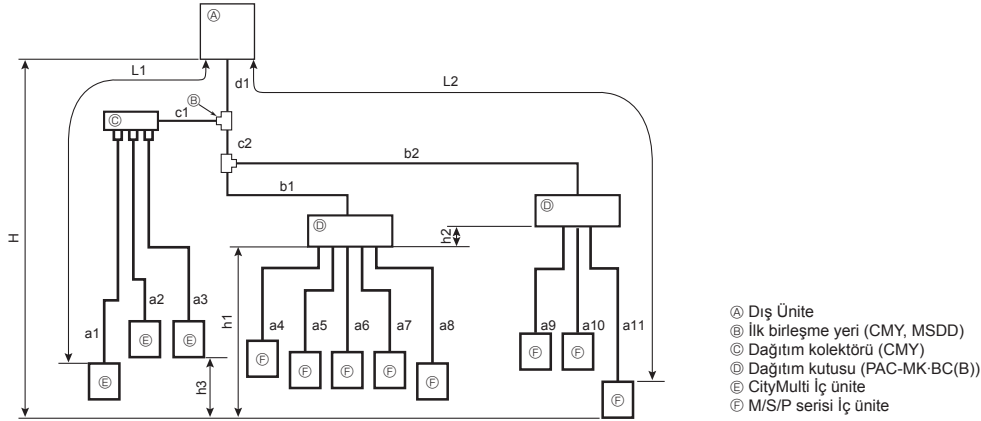 Ⓐ
L1
d1
L2
Ⓑ
Ⓒ
c1
c2
b2
b1
H
Ⓓ
Ⓓ
h2
a1
a2
a3
h1
a4
a5
a6
a7
a8
a9
a10
a11
Ⓔ
Ⓔ
Ⓔ
h3
Ⓕ
Ⓕ
Ⓕ
Ⓕ
Ⓕ
Ⓕ
Ⓕ
Ⓕ
Ⓐ Dış Ünite
Ⓑ İlk birleşme yeri (CMY, MSDD)
Ⓒ Dağıtım kolektörü (CMY)
Ⓓ Dağıtım kutusu (PAC-MK·BC(B))
Ⓔ CityMulti İç ünite
Ⓕ M/S/P serisi İç ünite